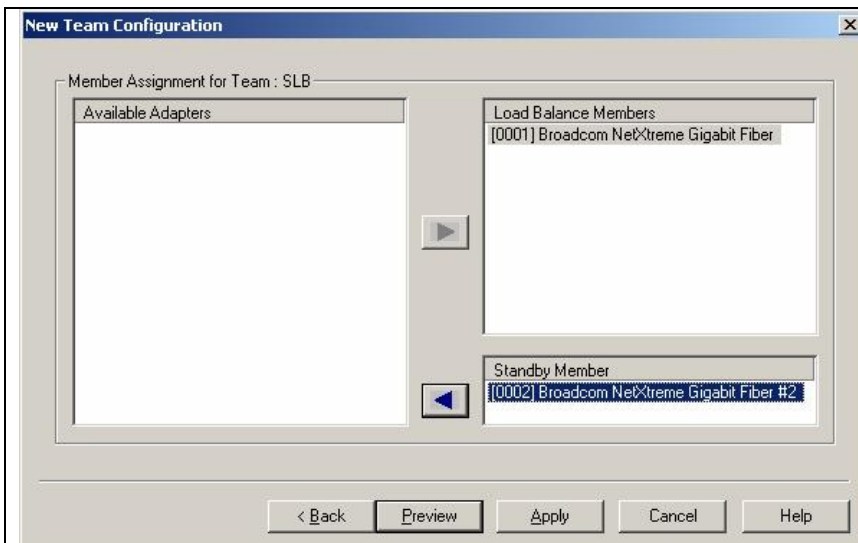 New Team Configuration
Member Assignment for Team : SLB
Available Adapters
Load Balance Members
[0001] Broadcom NetXtreme Gigabit Fiber
Standby Member
[0002] Broadcom NetXtreme Gigabit Fiber #2
< Back
Preview
Apply
Cancel
Help